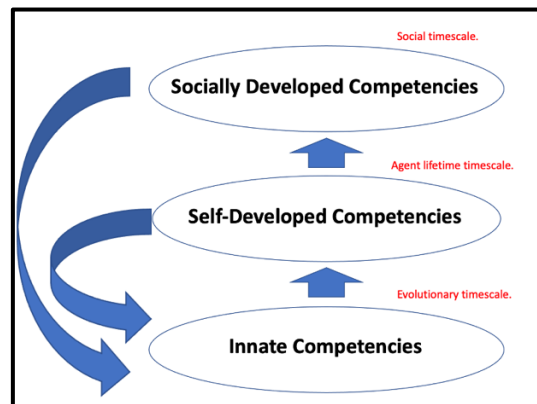 Social timescale.
Socially Developed Competencies
Agent lifetime timescale.
Self-Developed Competencies
Evolutionary timescale.
Innate Competencies